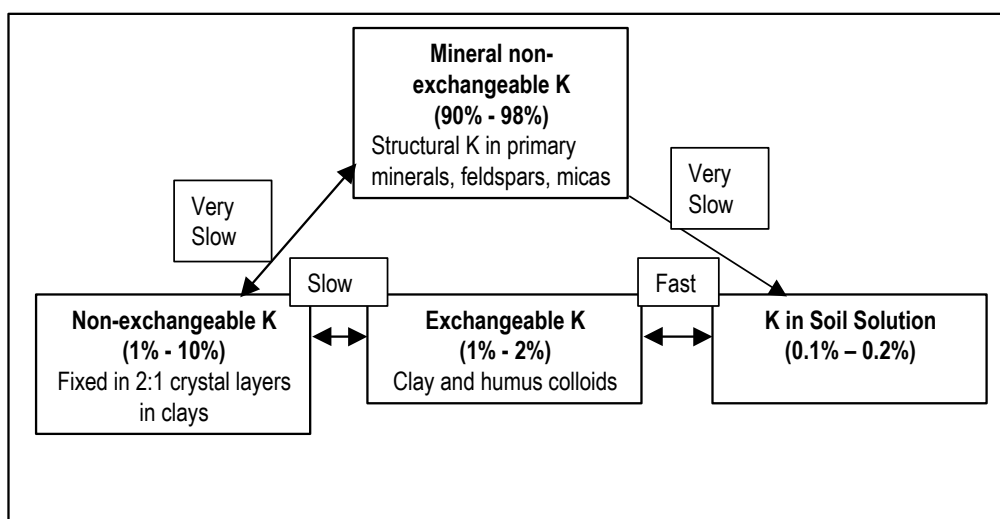 Mineral non-
exchangeable K
(90% - 98%)
Structural K in primary
minerals, feldspars, micas
Very
Slow
Very
Slow
Slow
Fast
Non-exchangeable K
(1% - 10%)
Fixed in 2:1 crystal layers
in clays
Exchangeable K
(1% - 2%)
Clay and humus colloids
K in Soil Solution
(0.1% – 0.2%)